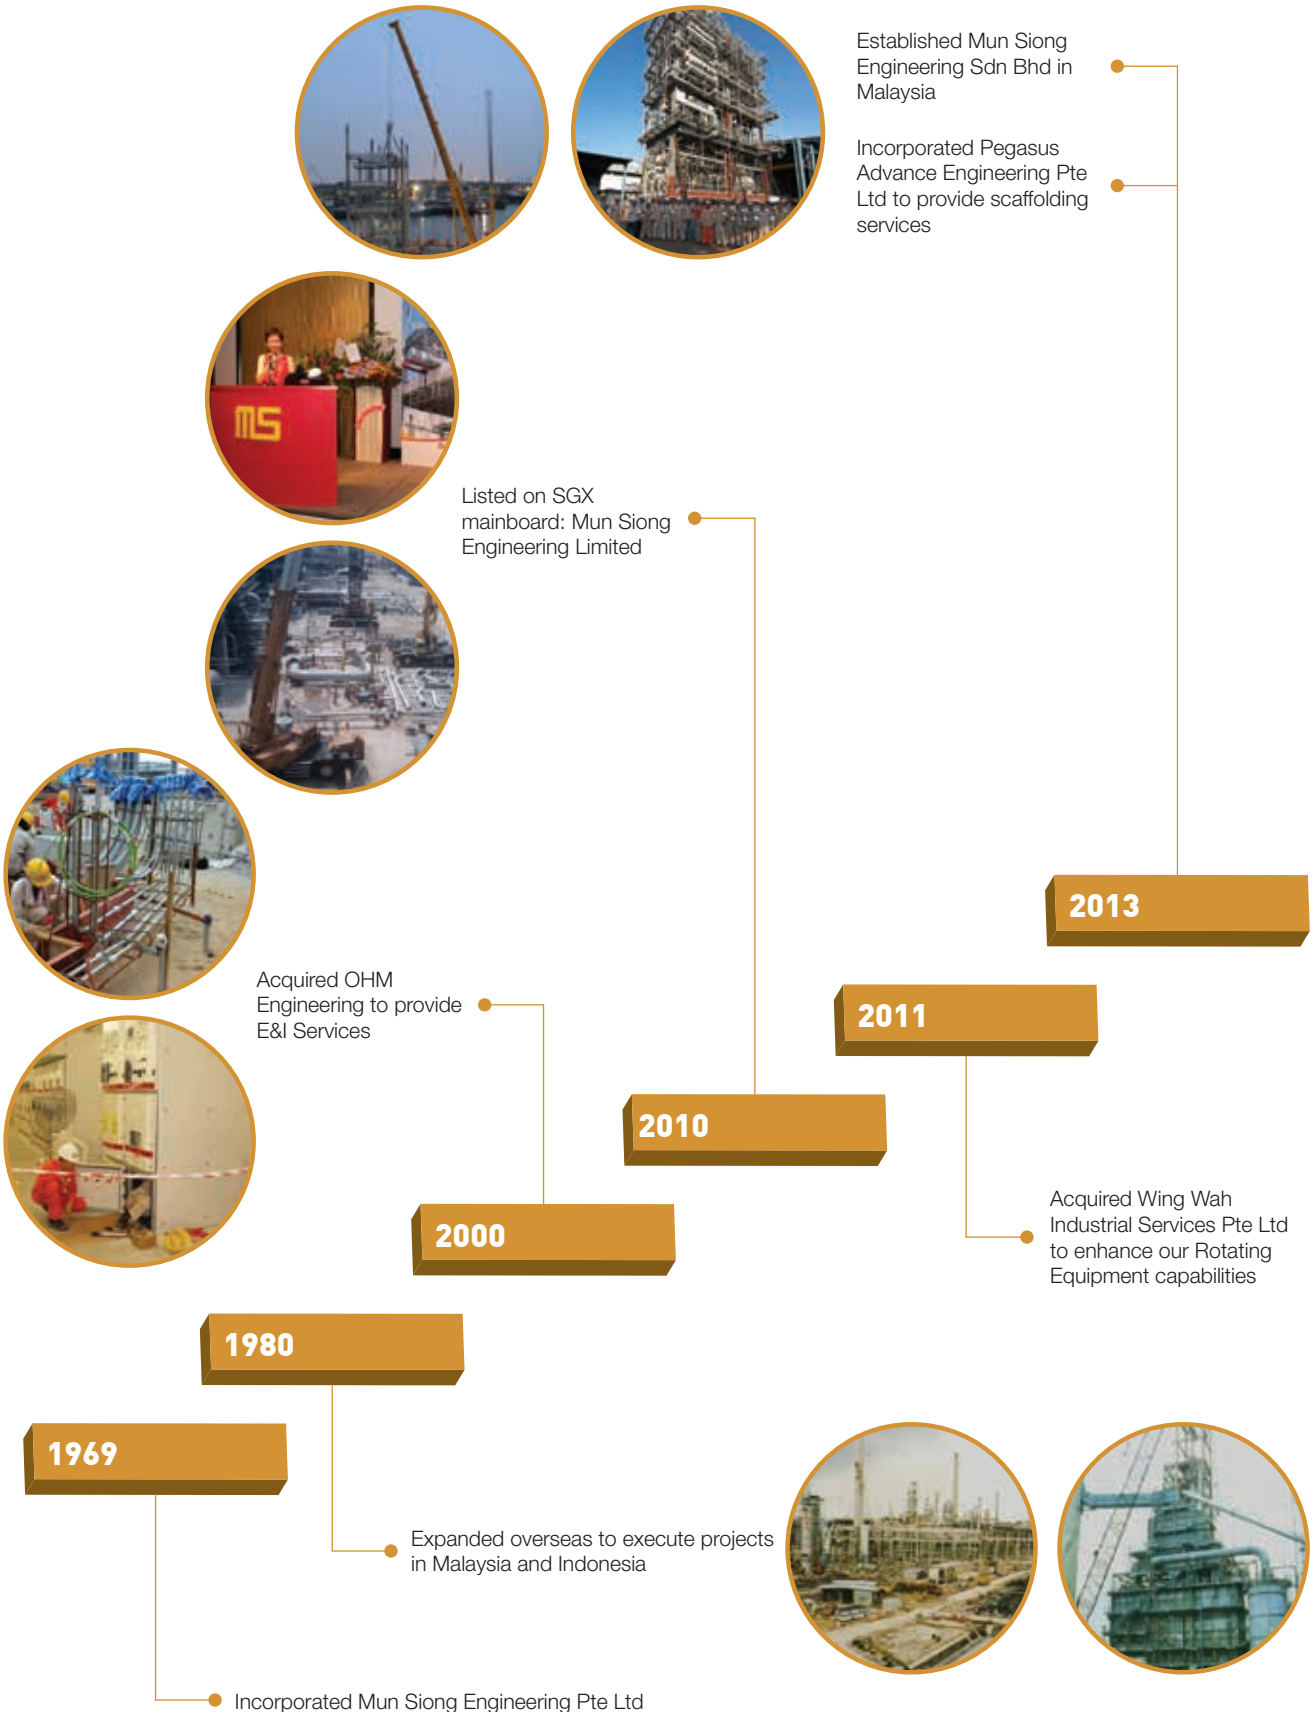 Established Mun Siong
Engineering Sdn Bhd in
Malaysia
Incorporated Pegasus
Advance Engineering Pte
Ltd to provide scaffolding
services
ms
Listed on SGX
mainboard: Mun Siong
Engineering Limited
2013
Acquired OHM
Engineering to provide
E&I Services
2011
2010
Acquired Wing Wah
Industrial Services Pte Ltd
to enhance our Rotating
Equipment capabilities
2000
1980
1969
Expanded overseas to execute projects
in Malaysia and Indonesia
Incorporated Mun Siong Engineering Pte Ltd